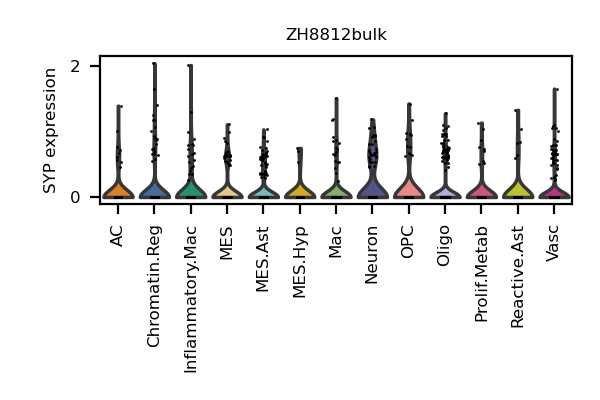 ZH8812bulk
SYP expression
2
0
AC
Chromatin.Reg
Inflammatory.Mac
MES
MES.Ast
MES.Hyp
Mac
Neuron
OPC
Oligo
Prolif.Metab
Reactive.Ast
Vasc